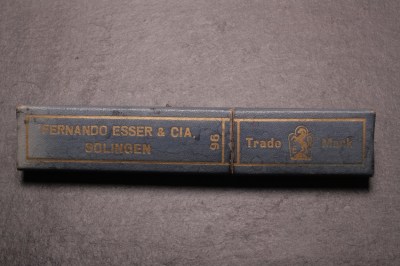 FERNANDO ESSER & CIA.
SOLINGEN
96
Trade Mark